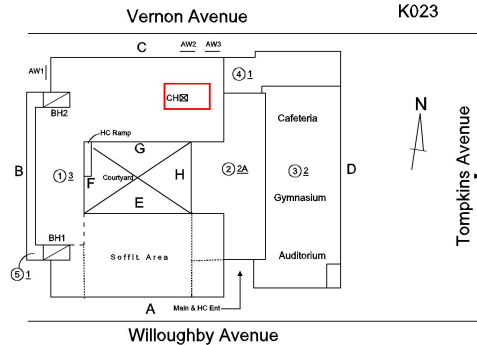 Vernon Avenue
K023
C
AW2
AW3
AW1
4 1
CH
BH2
Cafeteria
N
HC Ramp
G
B
1 3
F
Courtyard
H
2 2A
3 2
D
Tompkins Avenue
E
Gymnasium
BH1
Soffit Area
Auditorium
5 1
A
Main & HC Ent
Willoughby Avenue